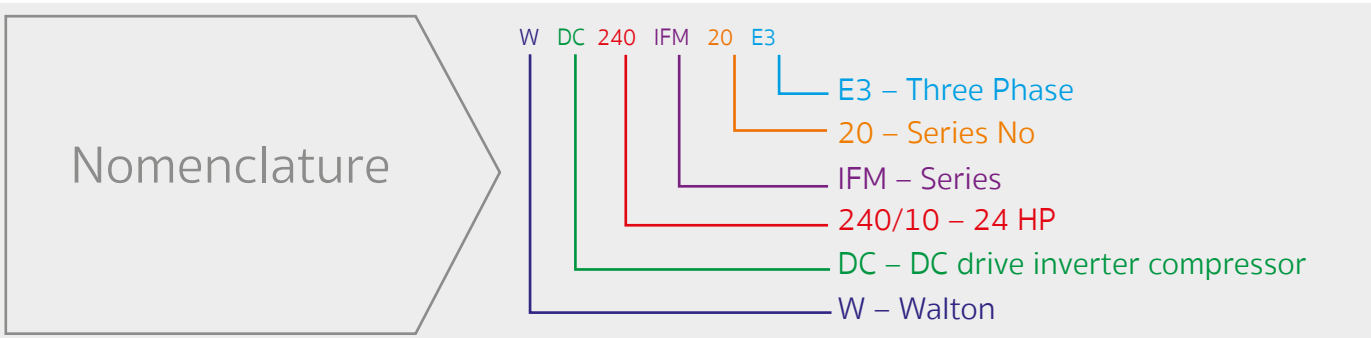 Nomenclature
W DC 240 IFM 20 E3
E3 – Three Phase
20 – Series No
IFM – Series
240/10 – 24 HP
DC – DC drive inverter compressor
W – Walton